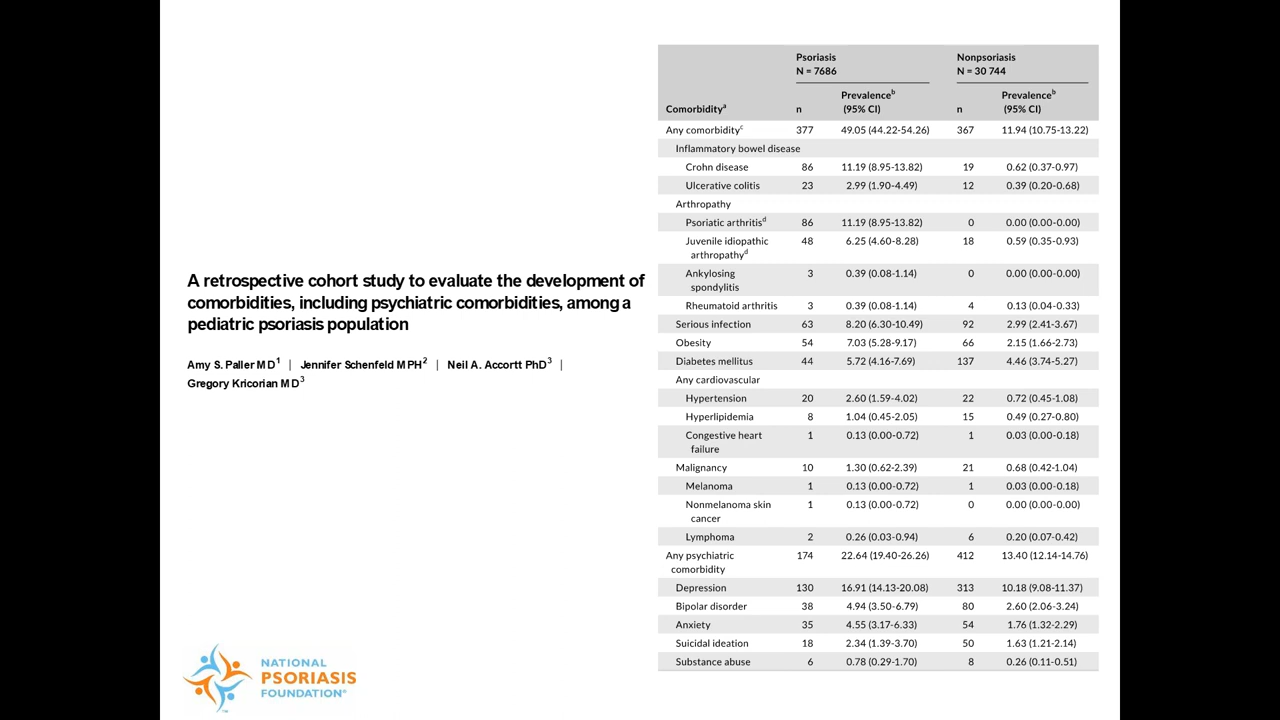 A retrospective cohort study to evaluate the development of
comorbidities, including psychiatric comorbidities, among a
pediatric psoriasis population
Amy S. Paller MD1 | Jennifer Schenfeld MPH2 | Neil A. Accortt PhD3 |
Gregory Kricorian MD3
Psoriasis Nonpsoriasis
N = 7686 N = 30 744
Prevalenceb Prevalenceb
Comorbiditya n (95% CI) n (95% CI)
Any comorbidityc 377 49.05 (44.22-54.26) 367 11.94 (10.75-13.22)
Inflammatory bowel disease
Crohn disease 86 11.19 (8.95-13.82) 19 0.62 (0.37-0.97)
Ulcerative colitis 23 2.99 (1.90-4.49) 12 0.39 (0.20-0.68)
Arthropathy
Psoriatic arthritisd 86 11.19 (8.95-13.82) 0 0.00 (0.00-0.00)
Juvenile idiopathic 48 6.25 (4.60-8.28) 18 0.59 (0.35-0.93)
arthropathyd
Ankylosing 3 0.39 (0.08-1.14) 0 0.00 (0.00-0.00)
spondylitis
Rheumatoid arthritis 3 0.39 (0.08-1.14) 4 0.13 (0.04-0.33)
Serious infection 63 8.20 (6.30-10.49) 92 2.99 (2.41-3.67)
Obesity 54 7.03 (5.28-9.17) 66 2.15 (1.66-2.73)
Diabetes mellitus 44 5.72 (4.16-7.69) 137 4.46 (3.74-5.27)
Any cardiovascular
Hypertension 20 2.60 (1.59-4.02) 22 0.72 (0.45-1.08)
Hyperlipidemia 8 1.04 (0.45-2.05) 15 0.49 (0.27-0.80)
Congestive heart 1 0.13 (0.00-0.72) 1 0.03 (0.00-0.18)
failure
Malignancy 10 1.30 (0.62-2.39) 21 0.68 (0.42-1.04)
Melanoma 1 0.13 (0.00-0.72) 1 0.03 (0.00-0.18)
Nonmelanoma skin 1 0.13 (0.00-0.72) 0 0.00 (0.00-0.00)
cancer
Lymphoma 2 0.26 (0.03-0.94) 6 0.20 (0.07-0.42)
Any psychiatric 174 22.64 (19.40-26.26) 412 13.40 (12.14-14.76)
comorbidity
Depression 130 16.91 (14.13-20.08) 313 10.18 (9.08-11.37)
Bipolar disorder 38 4.94 (3.50-6.79) 80 2.60 (2.06-3.24)
Anxiety 35 4.55 (3.17-6.33) 54 1.76 (1.32-2.29)
Suicidal ideation 18 2.34 (1.39-3.70) 50 1.63 (1.21-2.14)
Substance abuse 6 0.78 (0.29-1.70) 8 0.26 (0.11-0.51)
NATIONAL
PSORIASIS
FOUNDATION®